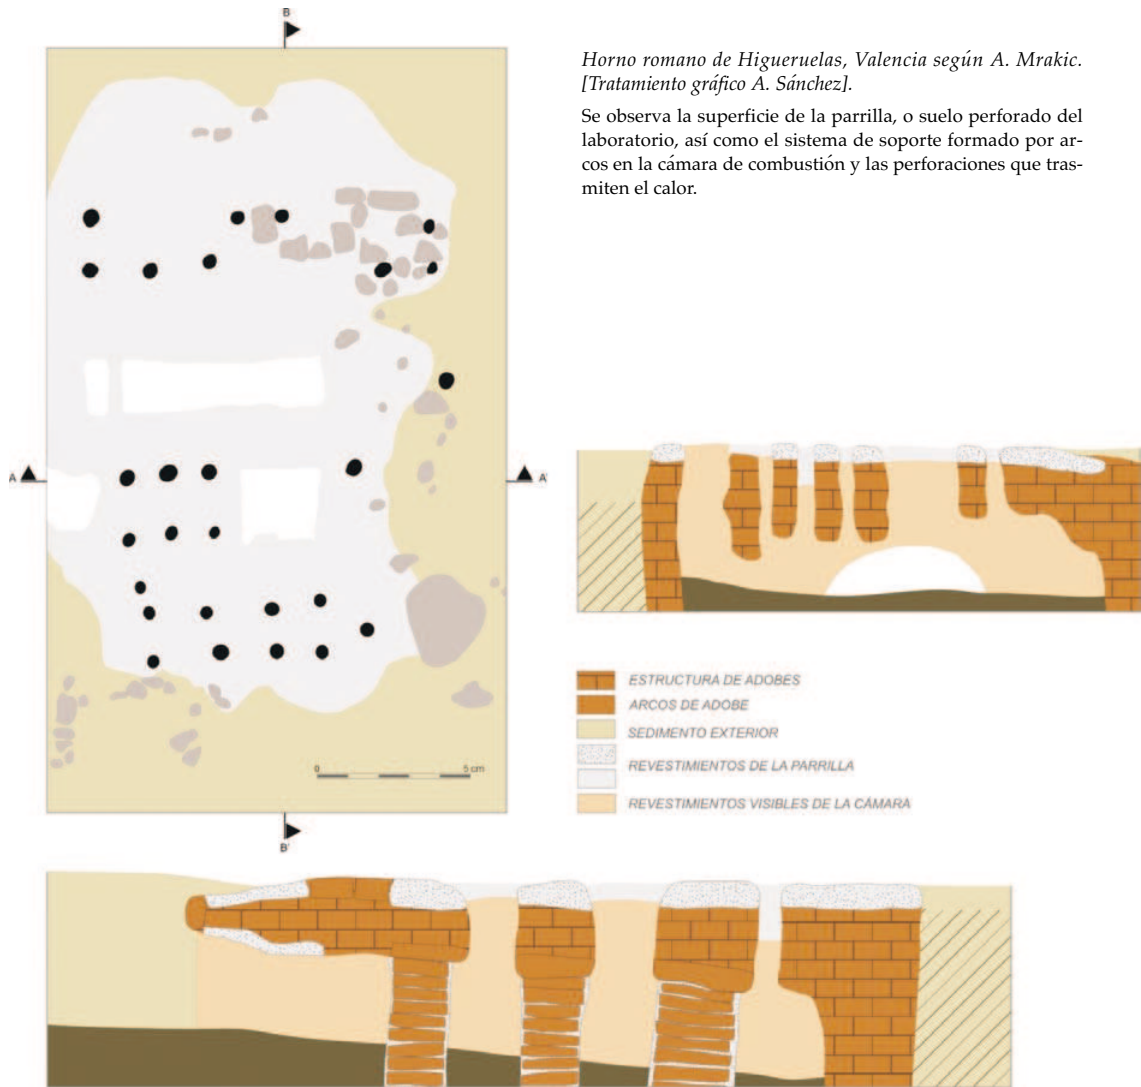 B
Horno romano de Higueruelas, Valencia según A. Mrakic.
[Tratamiento gráfico A. Sánchez].
Se observa la superficie de la parrilla, o suelo perforado del
laboratorio, así como el sistema de soporte formado por ar-
cos en la cámara de combustión y las perforaciones que tras-
miten el calor.
A
A'
ESTRUCTURA DE ADOBES
ARCOS DE ADOBE
SEDIMENTO EXTERIOR
REVESTIMIENTOS DE LA PARRILLA
REVESTIMIENTOS VISIBLES DE LA CÁMARA
0 5 cm
B'